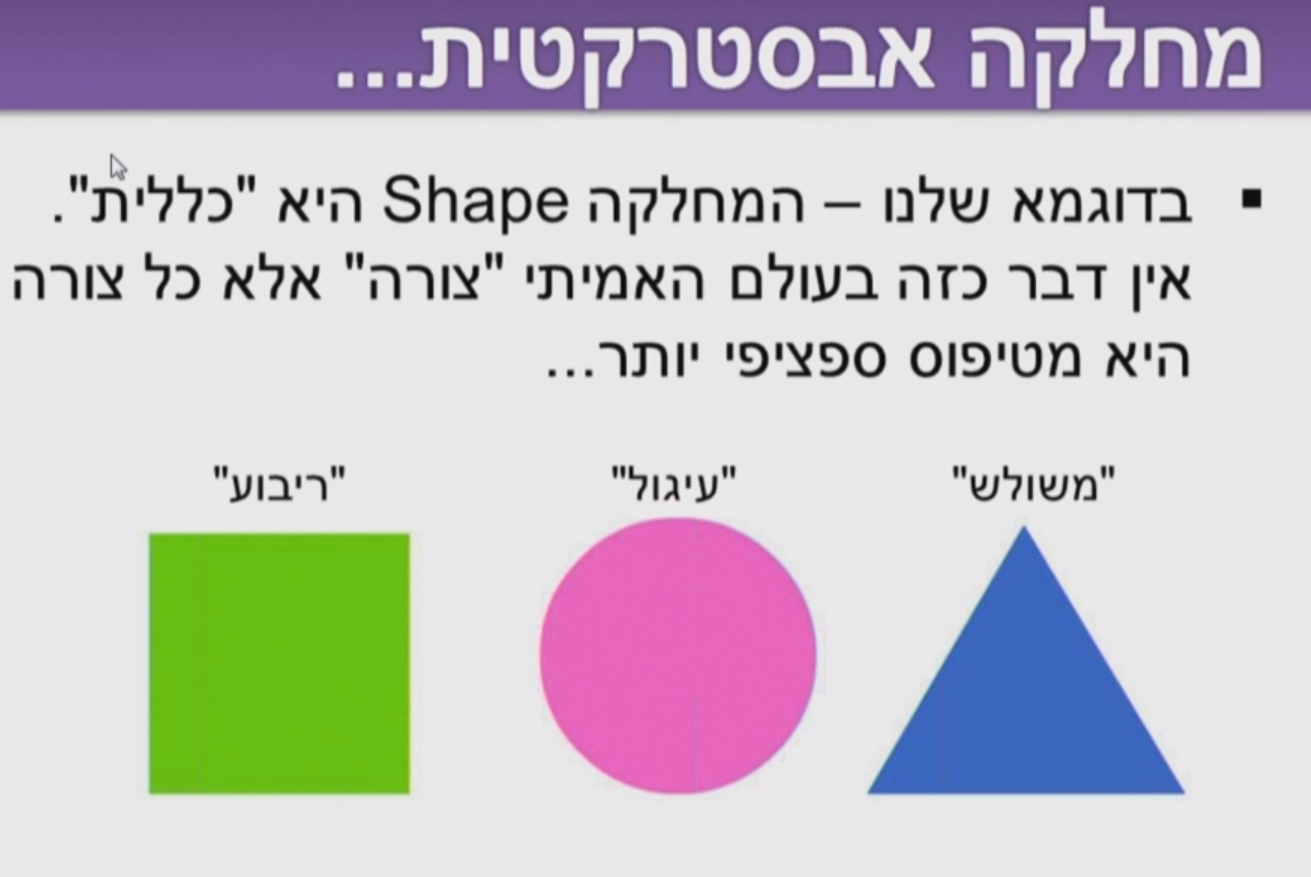 מחלקה אבסטרקטית...
▪ בדוגמא שלנו – המחלקה Shape היא "כללית".
אין דבר כזה בעולם האמיתי "צורה" אלא כל צורה
היא מטיפוס ספציפי יותר...
"משולש" "עיגול" "ריבוע"